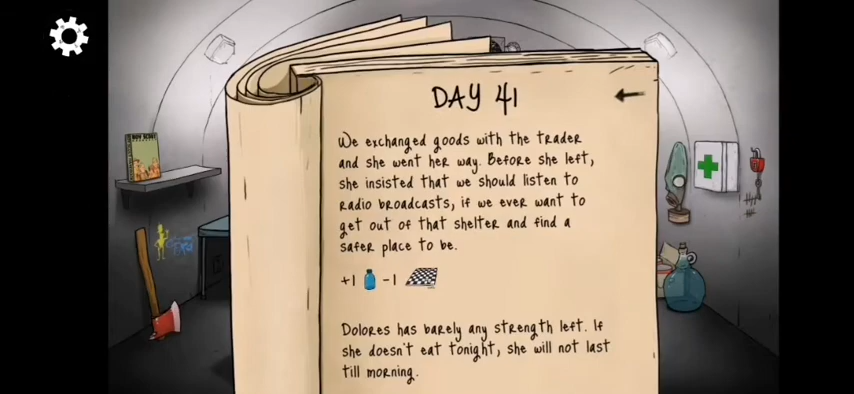 BOY SCOUT
DAY 41
We exchanged goods with the trader
and she went her way. Before she left,
she insisted that we should listen to
radio broadcasts, if we ever want to
get out of that shelter and find a
safer place to be.
+1 -1
Dolores has barely any strength left. If
she doesn't eat tonight, she will not last
till morning.